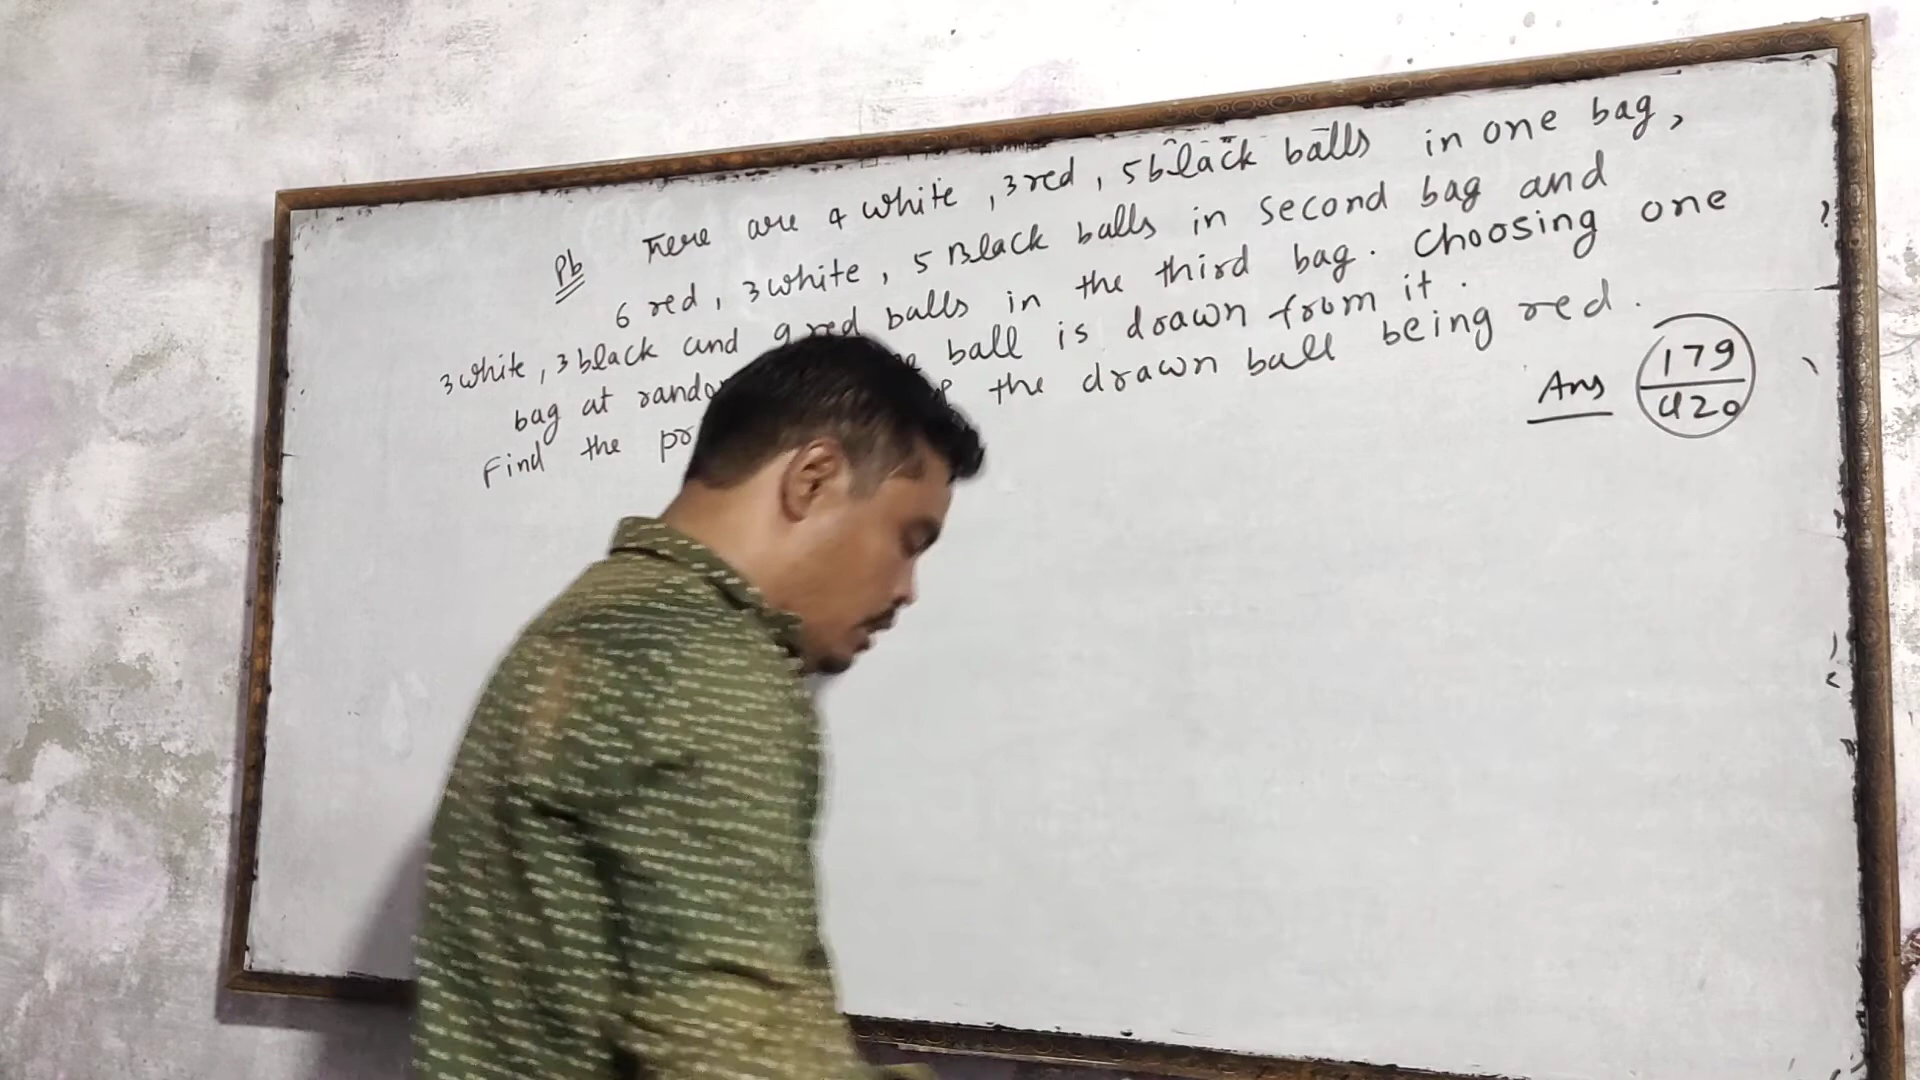 Pb There are 4 white, 3 red, 5 black balls in one bag,
6 red, 3 white, 5 Black balls in second bag and
3 white, 3 black and 9 red balls in the third bag. Choosing one
bag at ball is drawn from it.
Find the the drawn ball being red.
Ans 179
420